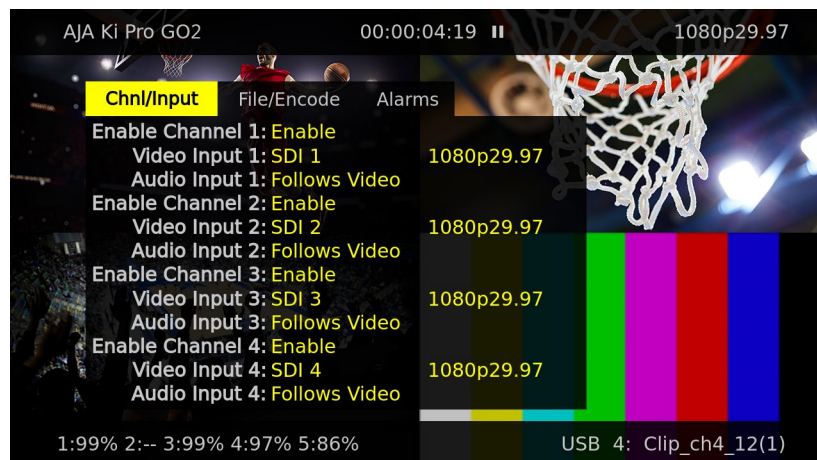 AJA Ki Pro GO2 00:00:04:19 1080p29.97
Chnl/Input File/Encode Alarms
Enable Channel 1: Enable
Video Input 1: SDI 1 1080p29.97
Audio Input 1: Follows Video
Enable Channel 2: Enable
Video Input 2: SDI 2 1080p29.97
Audio Input 2: Follows Video
Enable Channel 3: Enable
Video Input 3: SDI 3 1080p29.97
Audio Input 3: Follows Video
Enable Channel 4: Enable
Video Input 4: SDI 4 1080p29.97
Audio Input 4: Follows Video
1:99% 2:-- 3:99% 4:97% 5:86% USB 4: Clip_ch4_12(1)